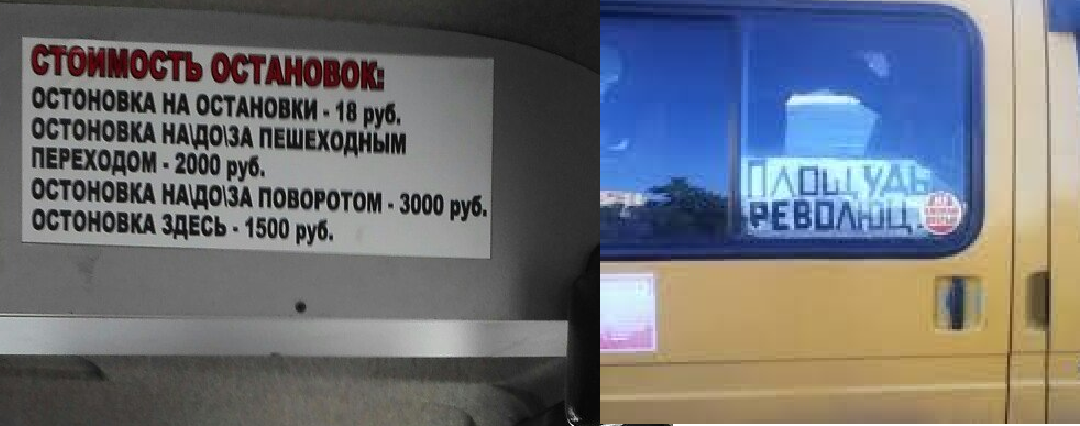 СТОИМОСТЬ ОСТАНОВОК:
ОСТОНОВКА НА ОСТАНОВКИ - 18 руб.
ОСТОНОВКА НА\ДО\ЗА ПЕШЕХОДНЫМ
ПЕРЕХОДОМ - 2000 руб.
ОСТОНОВКА НА\ДО\ЗА ПОВОРОТОМ - 3000 руб.
ОСТОНОВКА ЗДЕСЬ - 1500 руб.
ПЛОЩУДЬ
РЕВОЛЮЦ